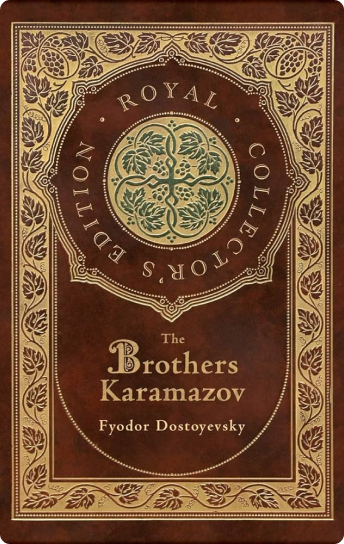 · ROYAL · COLLECTOR'S EDITION
The
Brothers
Karamazov
Fyodor Dostoyevsky